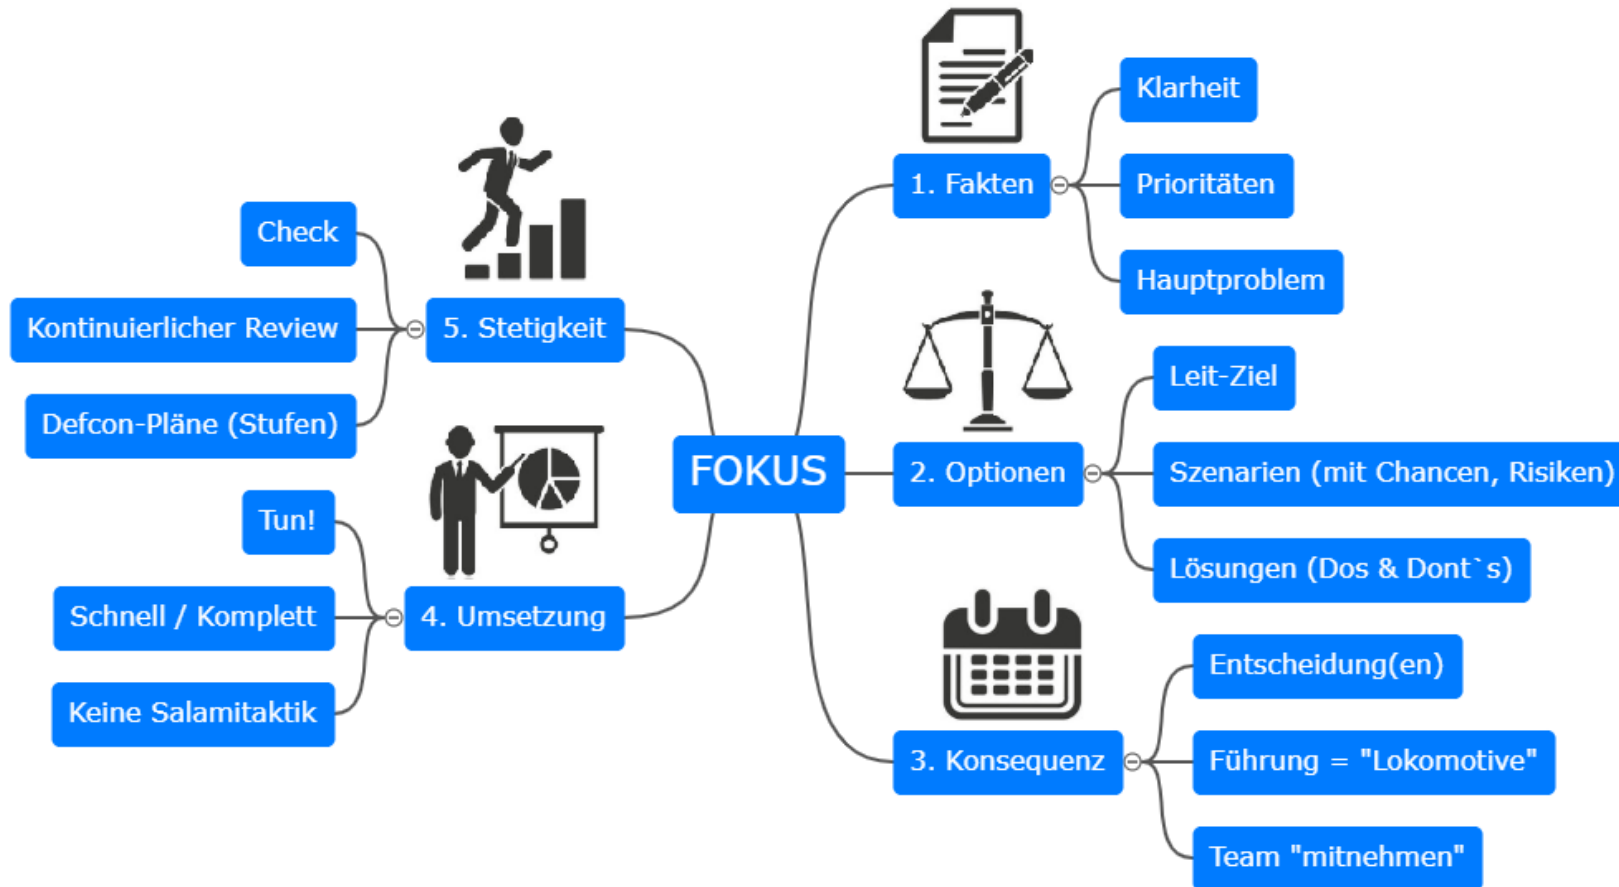 FOKUS
1. Fakten
Klarheit
Prioritäten
Hauptproblem
2. Optionen
Leit-Ziel
Szenarien (mit Chancen, Risiken)
Lösungen (Dos & Dont`s)
3. Konsequenz
Entscheidung(en)
Führung = "Lokomotive"
Team "mitnehmen"
4. Umsetzung
Tun!
Schnell / Komplett
Keine Salamitaktik
5. Stetigkeit
Check
Kontinuierlicher Review
Defcon-Pläne (Stufen)